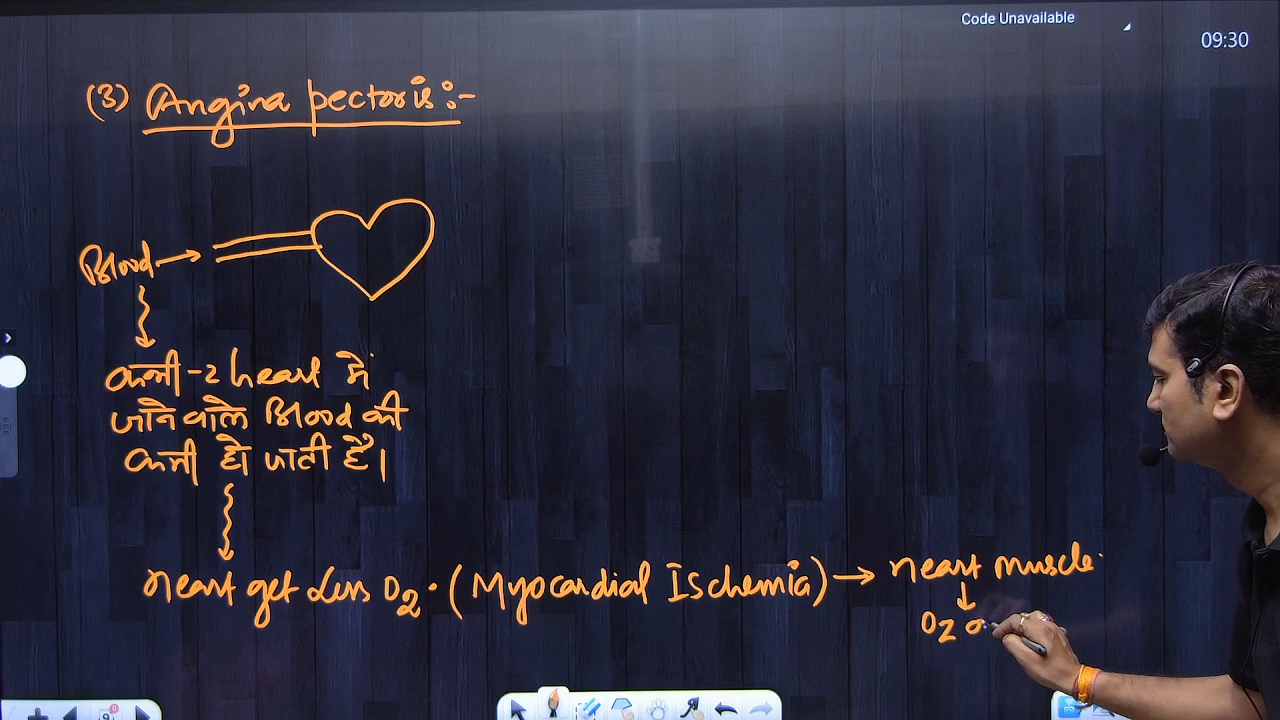 Code Unavailable
09:30
(3) Angina pectoris :-
Blood →
कभी-2 heart में
जाने वाले Blood की
कमी हो जाती है।
Heart get Less O2. (Myocardial Ischemia) → Heart muscle.
O2